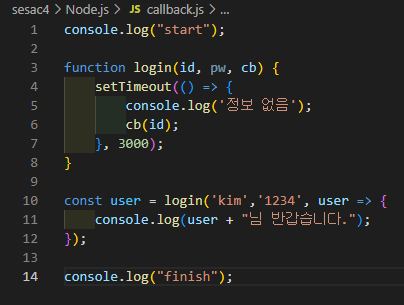 sesac4 > Node.js > JS callback.js > ...
1 console.log("start");
2
3 function login(id, pw, cb) {
4     setTimeout(() => {
5         console.log('정보 없음');
6         cb(id);
7     }, 3000);
8 }
9
10 const user = login('kim','1234', user => {
11     console.log(user + "님 반갑습니다.");
12 });
13
14 console.log("finish");